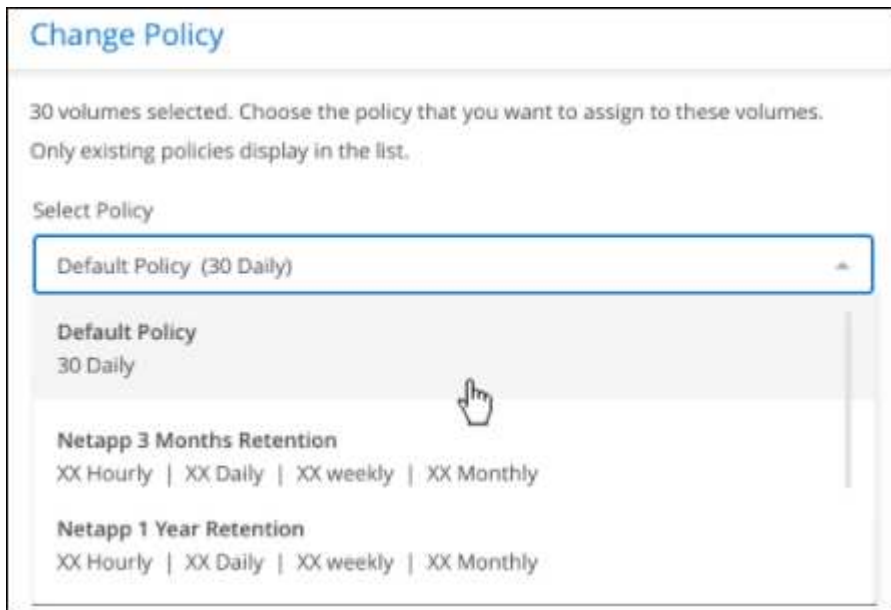 Change Policy
30 volumes selected. Choose the policy that you want to assign to these volumes.
Only existing policies display in the list.
Select Policy
Default Policy (30 Daily)
Default Policy
30 Daily
Netapp 3 Months Retention
XX Hourly | XX Daily | XX weekly | XX Monthly
Netapp 1 Year Retention
XX Hourly | XX Daily | XX weekly | XX Monthly